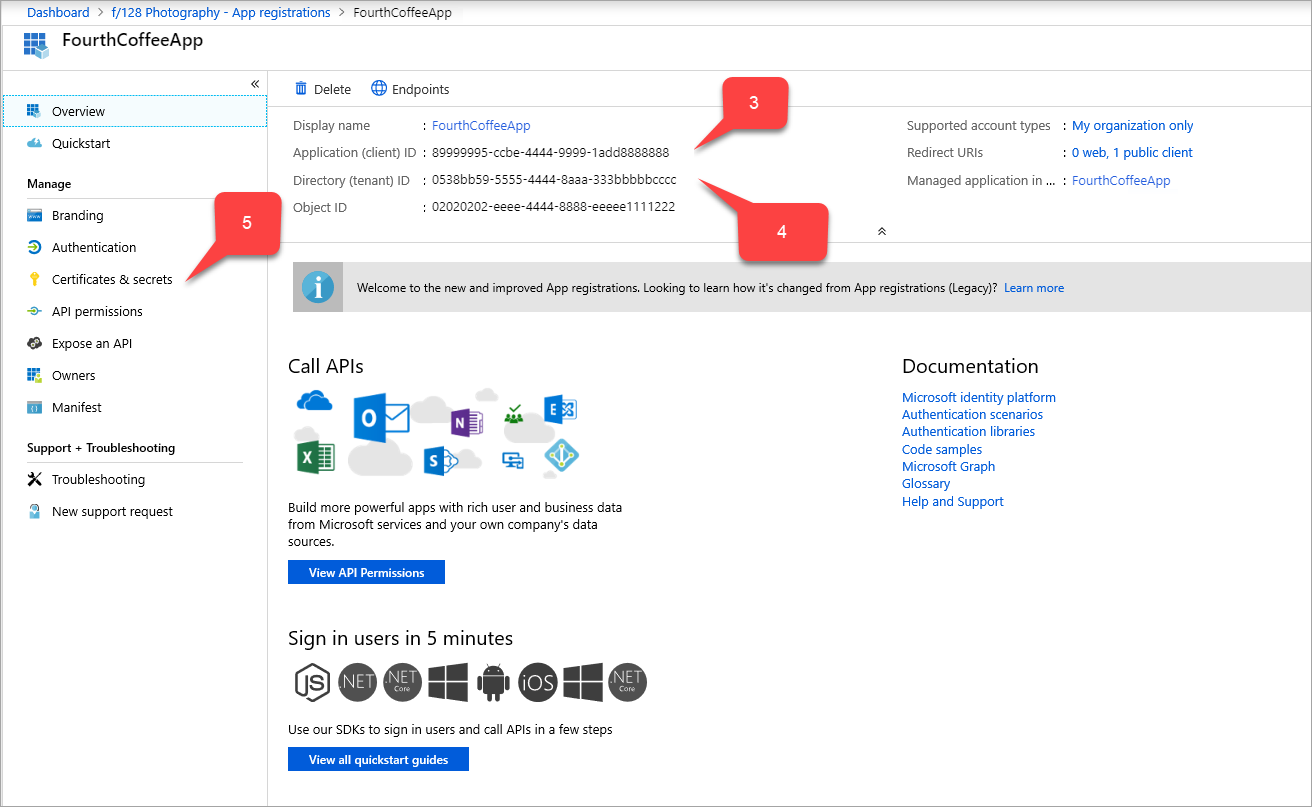 Dashboard > f/128 Photography - App registrations > FourthCoffeeApp
FourthCoffeeApp
«
Overview
Quickstart
Manage
Branding
Authentication
Certificates & secrets
API permissions
Expose an API
Owners
Manifest
Support + Troubleshooting
Troubleshooting
New support request
5
Delete
Endpoints
3
Display name : FourthCoffeeApp
Application (client) ID : 89999995-ccbe-4444-9999-1add8888888
Directory (tenant) ID : 0538bb59-5555-4444-8aaa-333bbbbbcccc
Object ID : 02020202-eeee-4444-8888-eeeee1111222
4
Supported account types : My organization only
Redirect URIs : 0 web, 1 public client
Managed application in ... : FourthCoffeeApp
i
Welcome to the new and improved App registrations. Looking to learn how it's changed from App registrations (Legacy)? Learn more
Call APIs
O
N
E
X
S
Build more powerful apps with rich user and business data
from Microsoft services and your own company's data
sources.
View API Permissions
Documentation
Microsoft identity platform
Authentication scenarios
Authentication libraries
Code samples
Microsoft Graph
Glossary
Help and Support
Sign in users in 5 minutes
JS
.NET
.NET
Core
iOS
.NET
Core
Use our SDKs to sign in users and call APIs in a few steps
View all quickstart guides